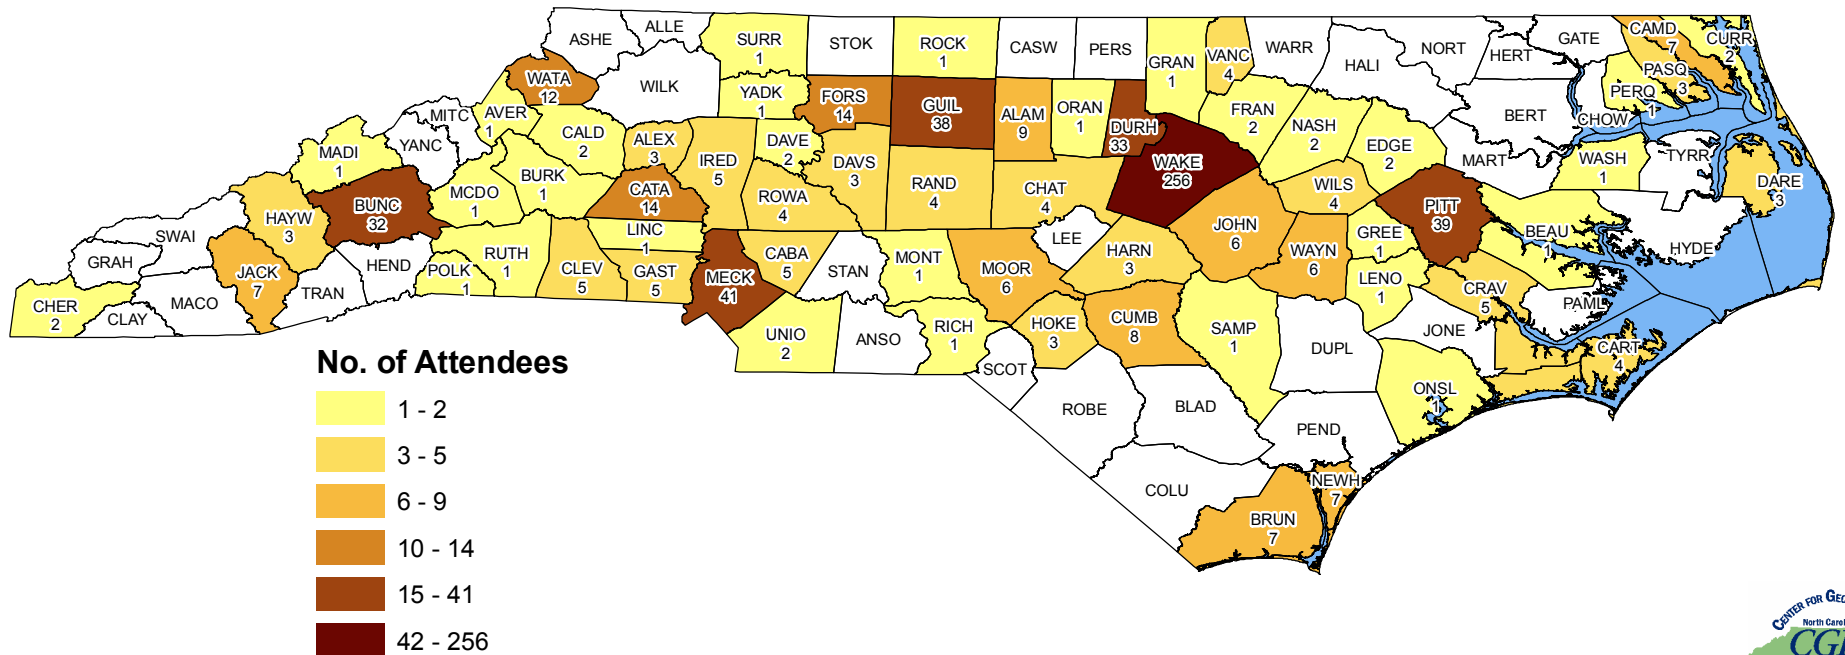 ASHE
ALLE
SURR
1
STOK
ROCK
1
CASW
PERS
GRAN
1
VANC
4
WARR
HALI
NORT
HERT
GATE
CAMD
7
CURR
2
PASQ
3
PERQ
1
CHOW
BERT
WATA
12
WILK
YADK
1
FORS
14
GUIL
38
ALAM
9
ORAN
1
DURH
33
FRAN
2
NASH
2
EDGE
2
MART
WASH
1
TYRR
DARE
3
MITC
AVER
1
CALD
2
ALEX
3
IRED
5
DAVE
2
DAVS
3
RAND
4
CHAT
4
WAKE
256
WILS
4
PITT
39
BEAU
1
HYDE
MADI
1
YANC
MCDO
1
BURK
1
CATA
14
ROWA
4
LEE
JOHN
6
WAYN
6
GREE
1
LENO
1
CRAV
5
PAML
SWAI
HAYW
3
BUNC
32
RUTH
1
CLEV
5
LINC
1
GAST
5
MECK
41
CABA
5
STAN
MONT
1
MOOR
6
HARN
3
GRAH
JACK
7
HEND
POLK
1
CHER
2
CLAY
MACO
TRAN
UNIO
2
ANSO
RICH
1
HOKE
3
CUMB
8
SAMP
1
DUPL
JONE
CART
4
ONSL
1
SCOT
ROBE
BLAD
PEND
COLU
BRUN
7
NEWH
7
No. of Attendees
1 - 2
3 - 5
6 - 9
10 - 14
15 - 41
42 - 256
CENTER FOR
North